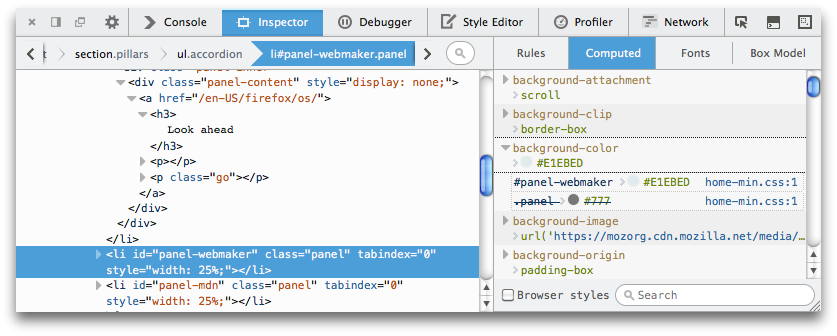 Console
Inspector
Debugger
Style Editor
Profiler
Network
section.pillars
ul.accordion
li#panel-webmaker.panel
Rules
Computed
Fonts
Box Model
<div class="panel-content" style="display: none;">
<a href="/en-US/firefox/os/">
<h3>
Look ahead
</h3>
<p></p>
<p class="go"></p>
</a>
</div>
</div>
</li>
<li id="panel-webmaker" class="panel" tabindex="0"
style="width: 25%;"></li>
<li id="panel-mdn" class="panel" tabindex="0"
style="width: 25%;"></li>
background-attachment
scroll
background-clip
border-box
background-color
#E1EBED
#panel-webmaker #E1EBED home-min.css:1
.panel #777 home-min.css:1
background-image
url('https://mozorg.cdn.mozilla.net/media/…
background-origin
padding-box
Browser styles
Search